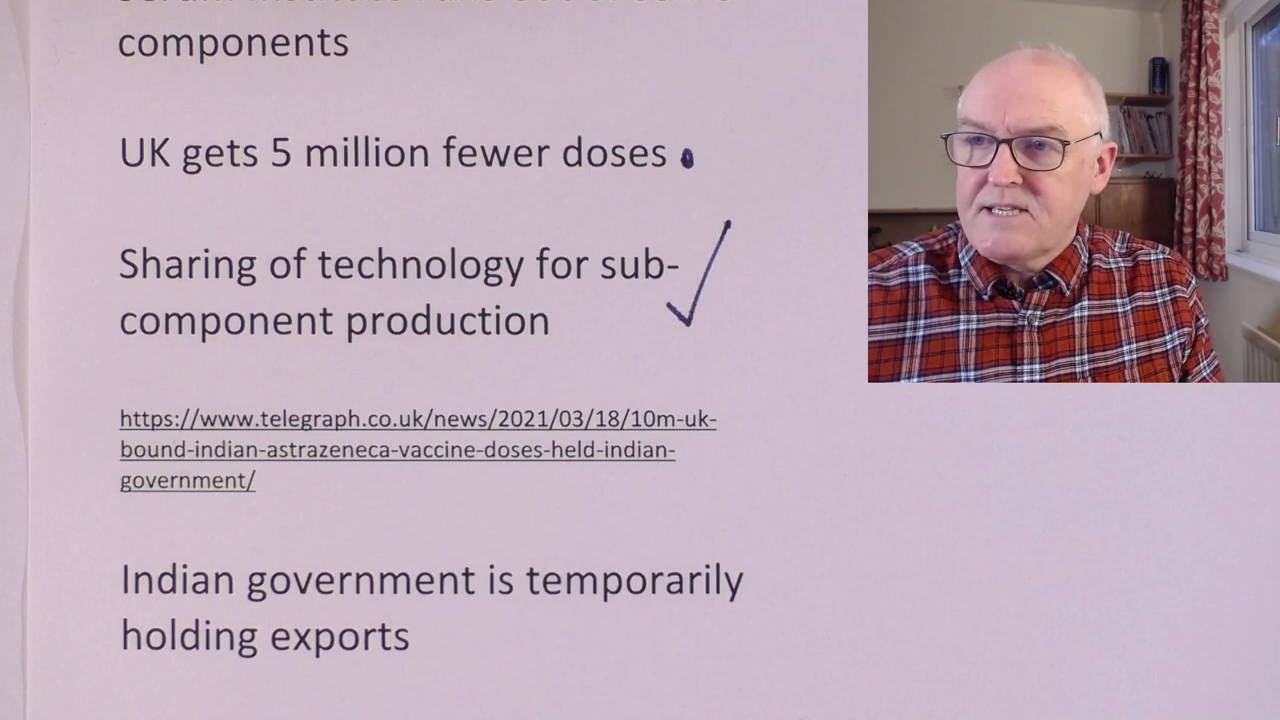 components
UK gets 5 million fewer doses
Sharing of technology for sub-
component production
https://www.telegraph.co.uk/news/2021/03/18/10m-uk-
bound-indian-astrazeneca-vaccine-doses-held-indian-
government/
Indian government is temporarily
holding exports